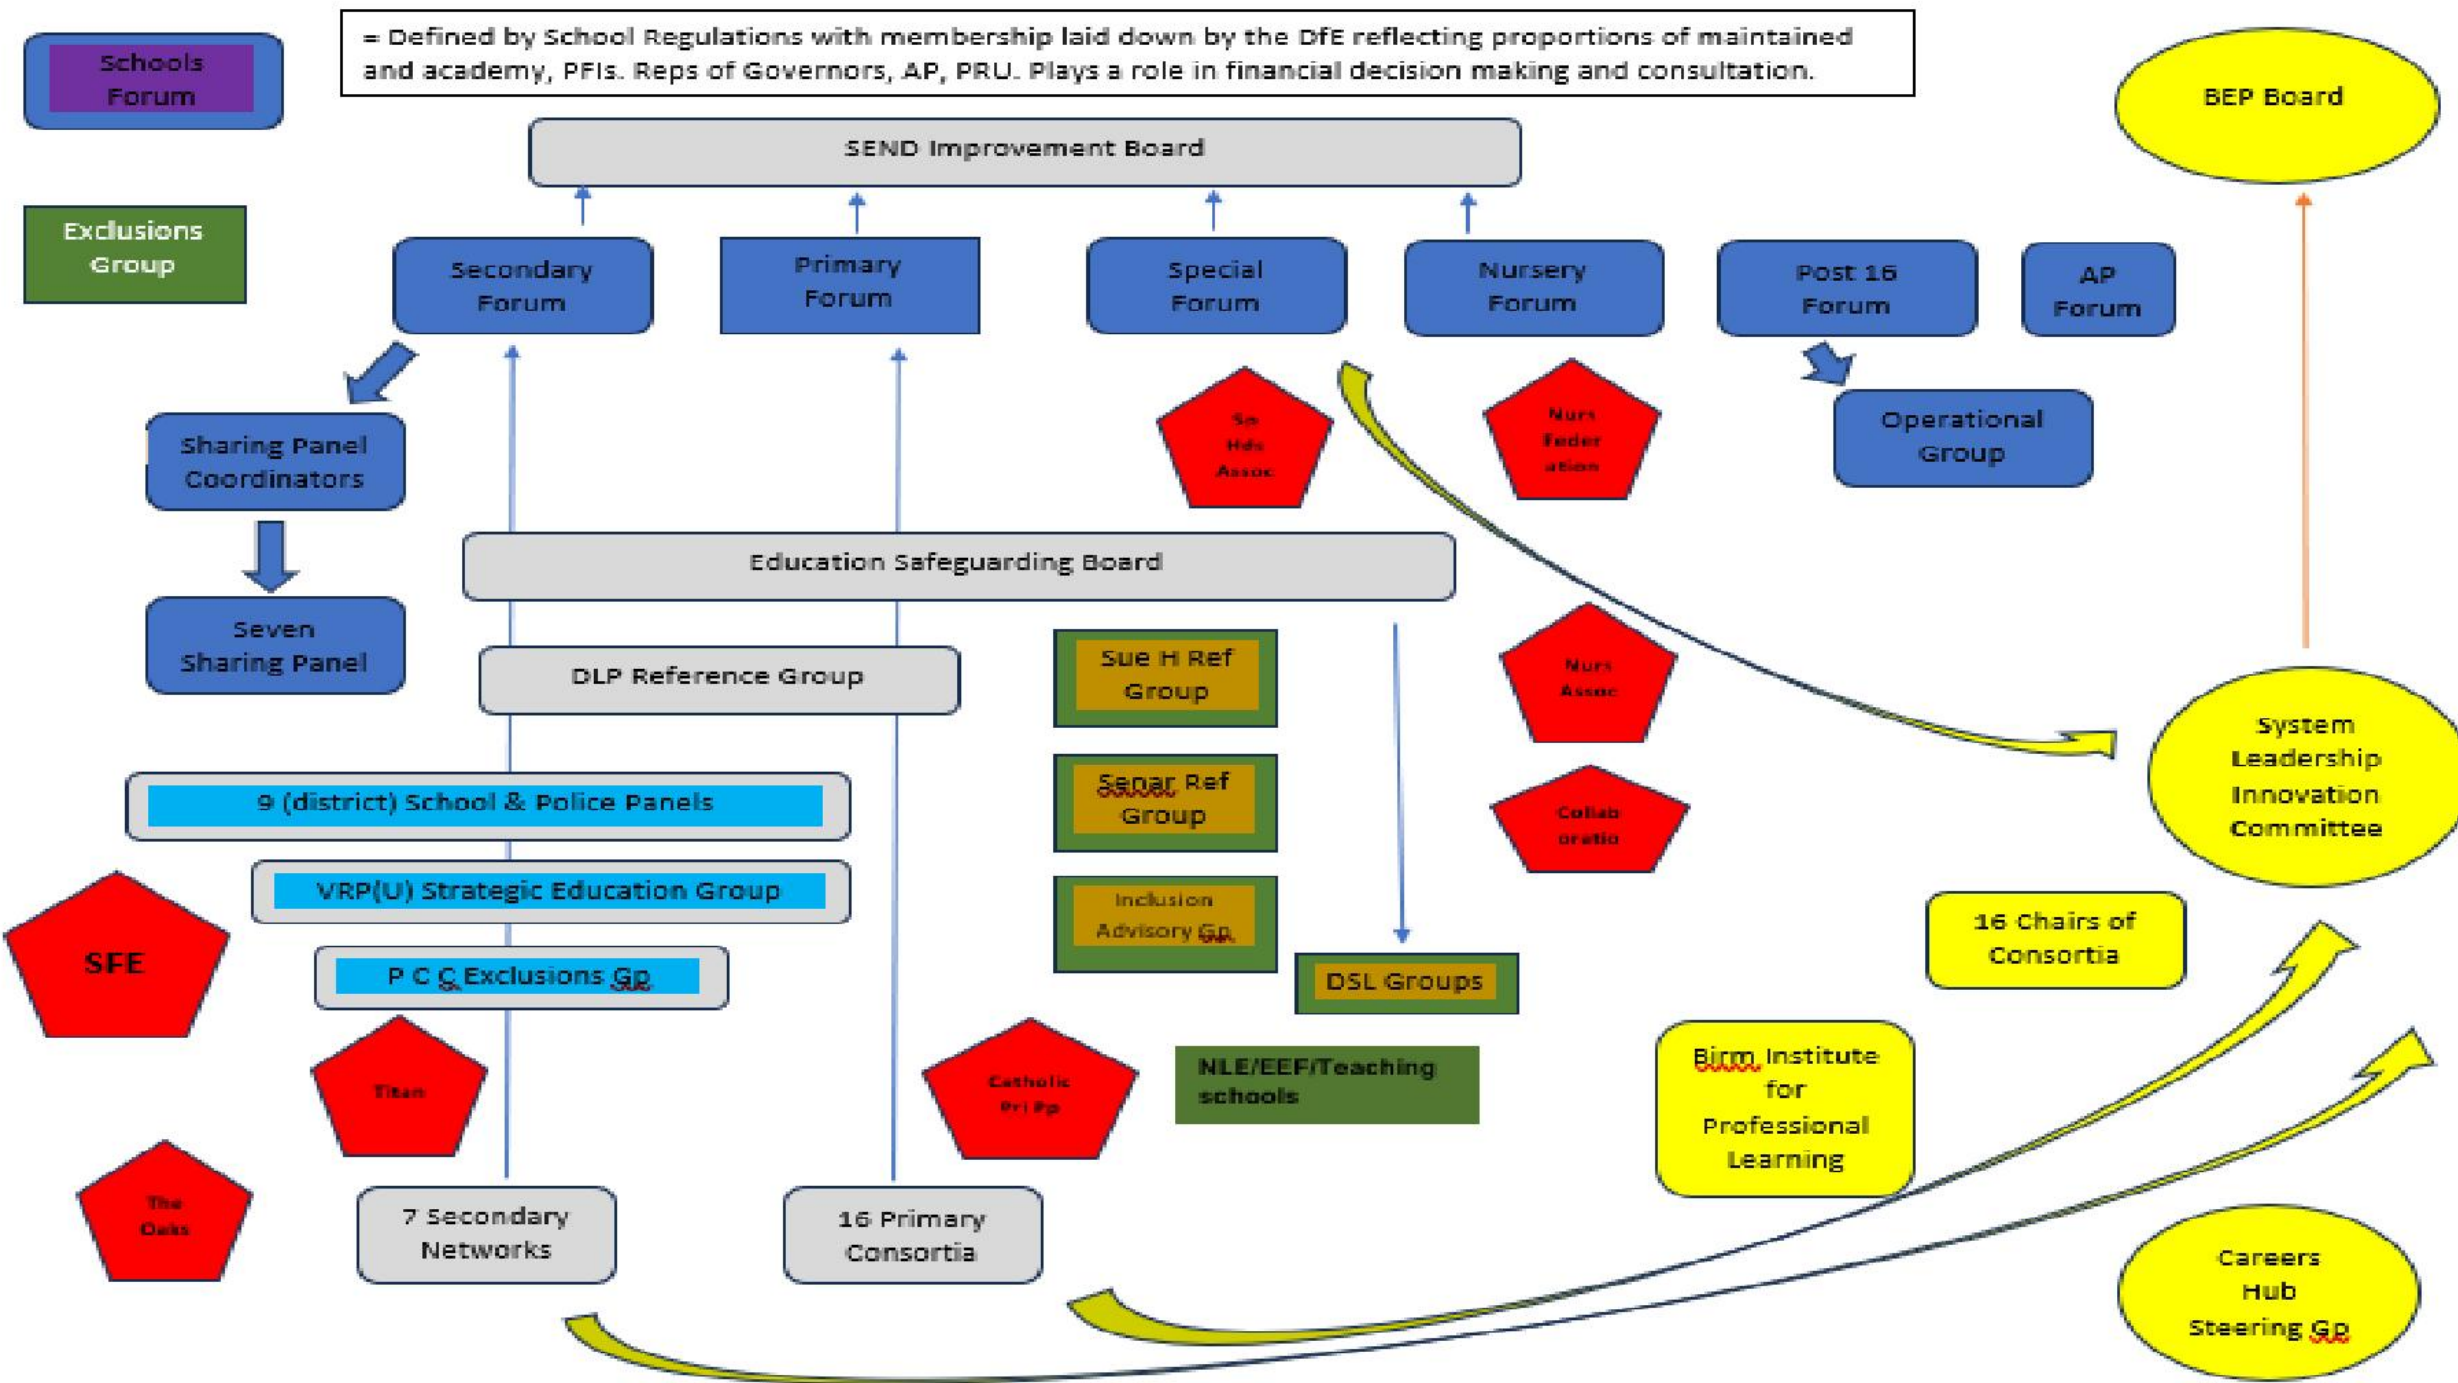 Schools
Forum
= Defined by School Regulations with membership laid down by the DfE reflecting proportions of maintained
and academy, PFIs. Reps of Governors, AP, PRU. Plays a role in financial decision making and consultation.
BEP Board
SEND Improvement Board
Exclusions
Group
Secondary
Forum
Primary
Forum
Special
Forum
Nursery
Forum
Post 16
Forum
AP
Forum
Sharing Panel
Coordinators
Sp
Hds
Assoc
Nurs
Feder
ation
Operational
Group
Education Safeguarding Board
Seven
Sharing Panel
DLP Reference Group
Sue H Ref
Group
Nurs
Assoc
System
Leadership
Innovation
Committee
9 (district) School & Police Panels
Senar Ref
Group
Collab
oratio
VRP(U) Strategic Education Group
Inclusion
Advisory Gp
SFE
P C C Exclusions Gp
DSL Groups
16 Chairs of
Consortia
Titan
Catholic
Pri Pp
NLE/EEF/Teaching
schools
Birm Institute
for
Professional
Learning
The
Oaks
7 Secondary
Networks
16 Primary
Consortia
Careers
Hub
Steering Gp